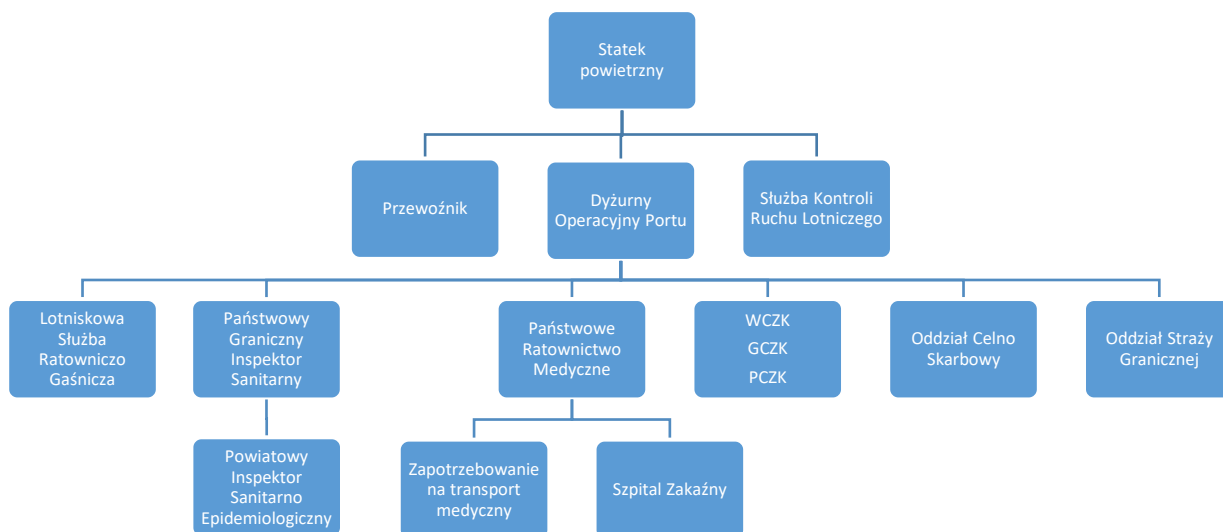 Statek
powietrzny
Przewoźnik
Dyżurny
Operacyjny Portu
Służba Kontroli
Ruchu Lotniczego
Lotniskowa
Służba
Ratowniczo
Gaśnicza
Państwowy
Graniczny
Inspektor
Sanitarny
Państwowe
Ratownictwo
Medyczne
WCZK
GCZK
PCZK
Oddział Celno
Skarbowy
Oddział Straży
Granicznej
Powiatowy
Inspektor
Sanitarno
Epidemiologiczny
Zapotrzebowanie
na transport
medyczny
Szpital Zakaźny